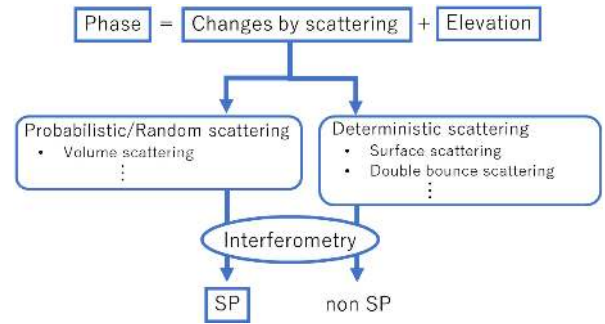 Phase = Changes by scattering + Elevation
Probabilistic/Random scattering
• Volume scattering
⋮
Deterministic scattering
• Surface scattering
• Double bounce scattering
⋮
Interferometry
SP
non SP